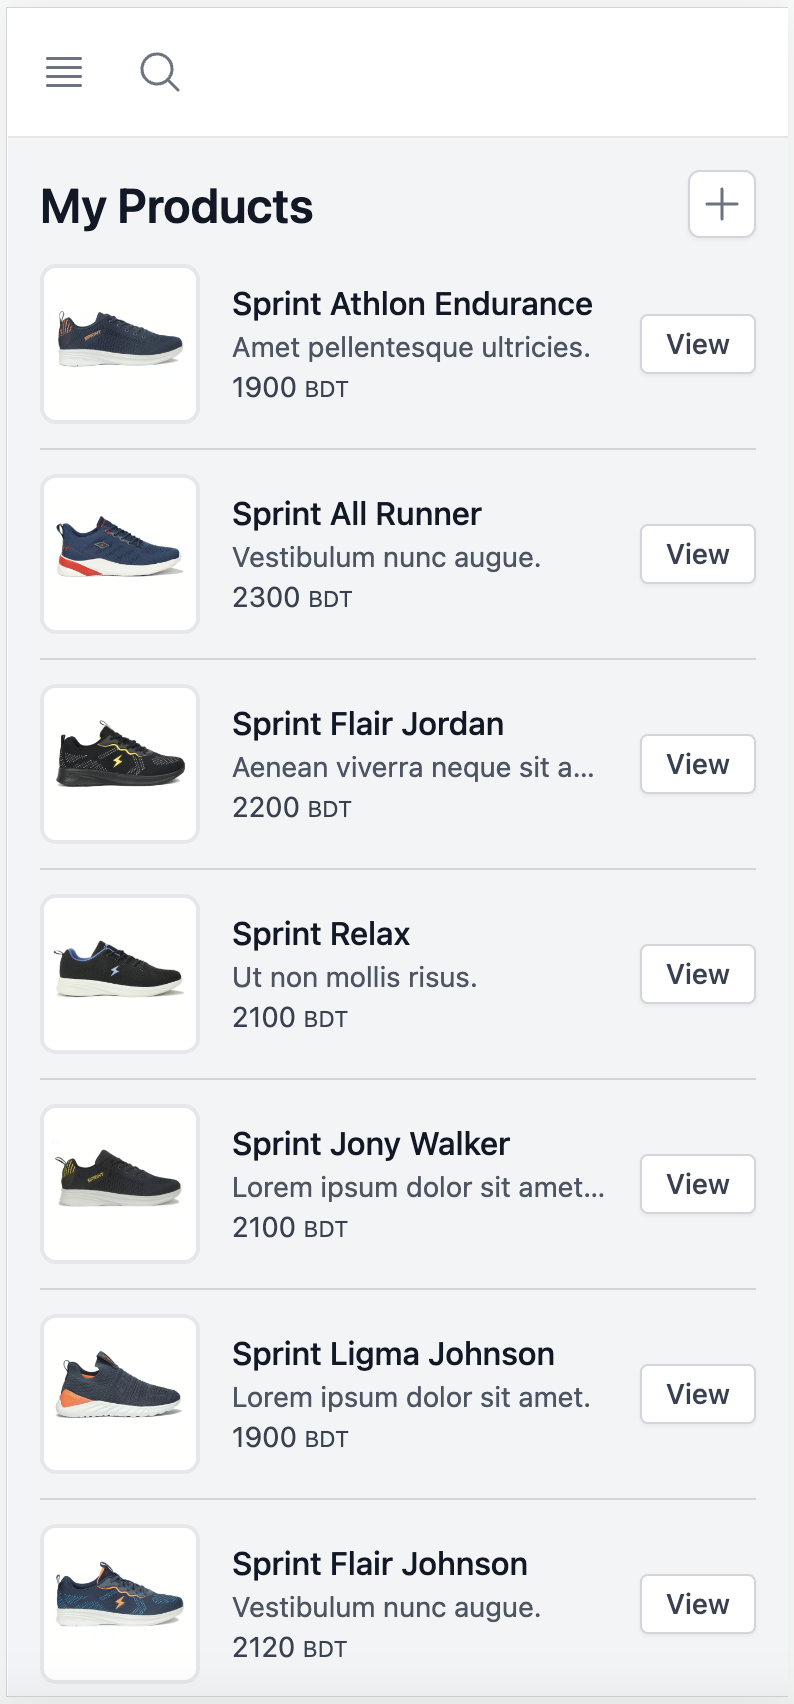 My Products
Sprint Athlon Endurance
Amet pellentesque ultricies.
1900 BDT
View
Sprint All Runner
Vestibulum nunc augue.
2300 BDT
View
Sprint Flair Jordan
Aenean viverra neque sit a...
2200 BDT
View
Sprint Relax
Ut non mollis risus.
2100 BDT
View
Sprint Jony Walker
Lorem ipsum dolor sit amet...
2100 BDT
View
Sprint Ligma Johnson
Lorem ipsum dolor sit amet.
1900 BDT
View
Sprint Flair Johnson
Vestibulum nunc augue.
2120 BDT
View